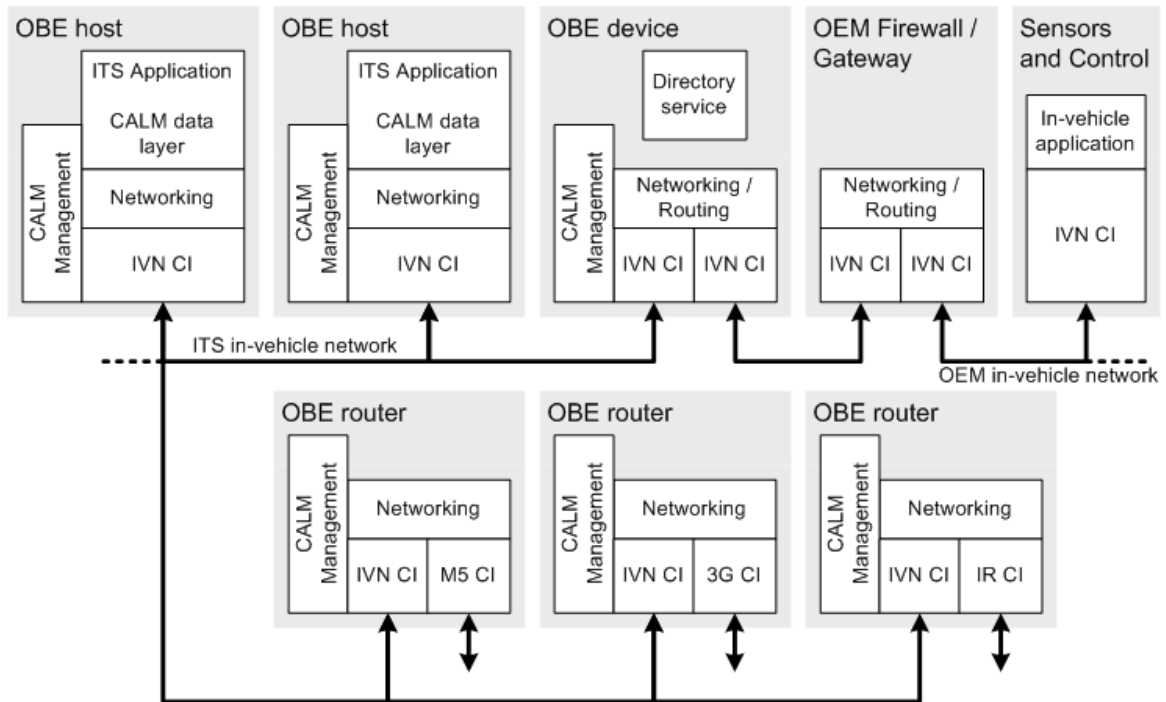 OBE host
ITS Application
CALM data
layer
CALM
Management
Networking
IVN CI
OBE host
ITS Application
CALM data
layer
CALM
Management
Networking
IVN CI
OBE device
Directory
service
CALM
Management
Networking /
Routing
IVN CI
IVN CI
OEM Firewall /
Gateway
Networking /
Routing
IVN CI
IVN CI
Sensors
and Control
In-vehicle
application
IVN CI
ITS in-vehicle network
OEM in-vehicle network
OBE router
CALM
Management
Networking
IVN CI
M5 CI
OBE router
CALM
Management
Networking
IVN CI
3G CI
OBE router
CALM
Management
Networking
IVN CI
IR CI